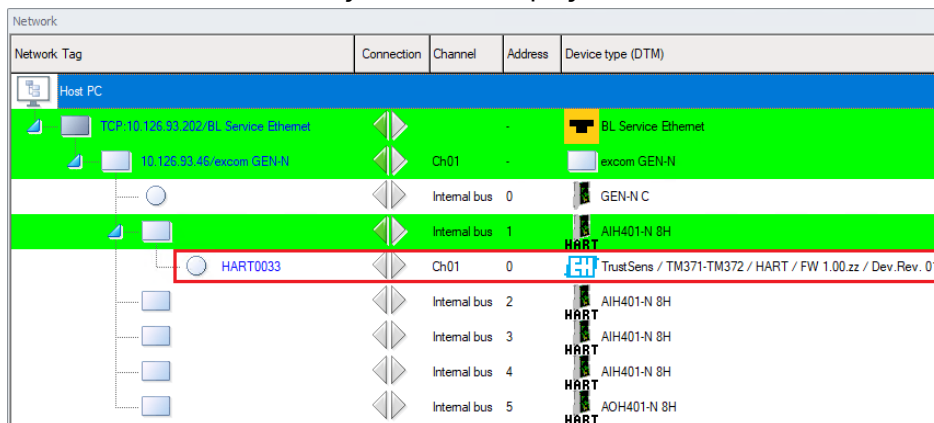 Network
Network Tag Connection Channel Address Device type (DTM)
Host PC
TCP:10.126.93.202/BL Service Ethernet - BL Service Ethernet
10.126.93.46/excom GEN-N Ch01 - excom GEN-N
Internal bus 0 GEN-N C
Internal bus 1 HART AIH401-N 8H
HART0033 Ch01 0 EH TrustSens / TM371-TM372 / HART / FW 1.00.zz / Dev.Rev. 01
Internal bus 2 HART AIH401-N 8H
Internal bus 3 HART AIH401-N 8H
Internal bus 4 HART AIH401-N 8H
Internal bus 5 HART AOH401-N 8H